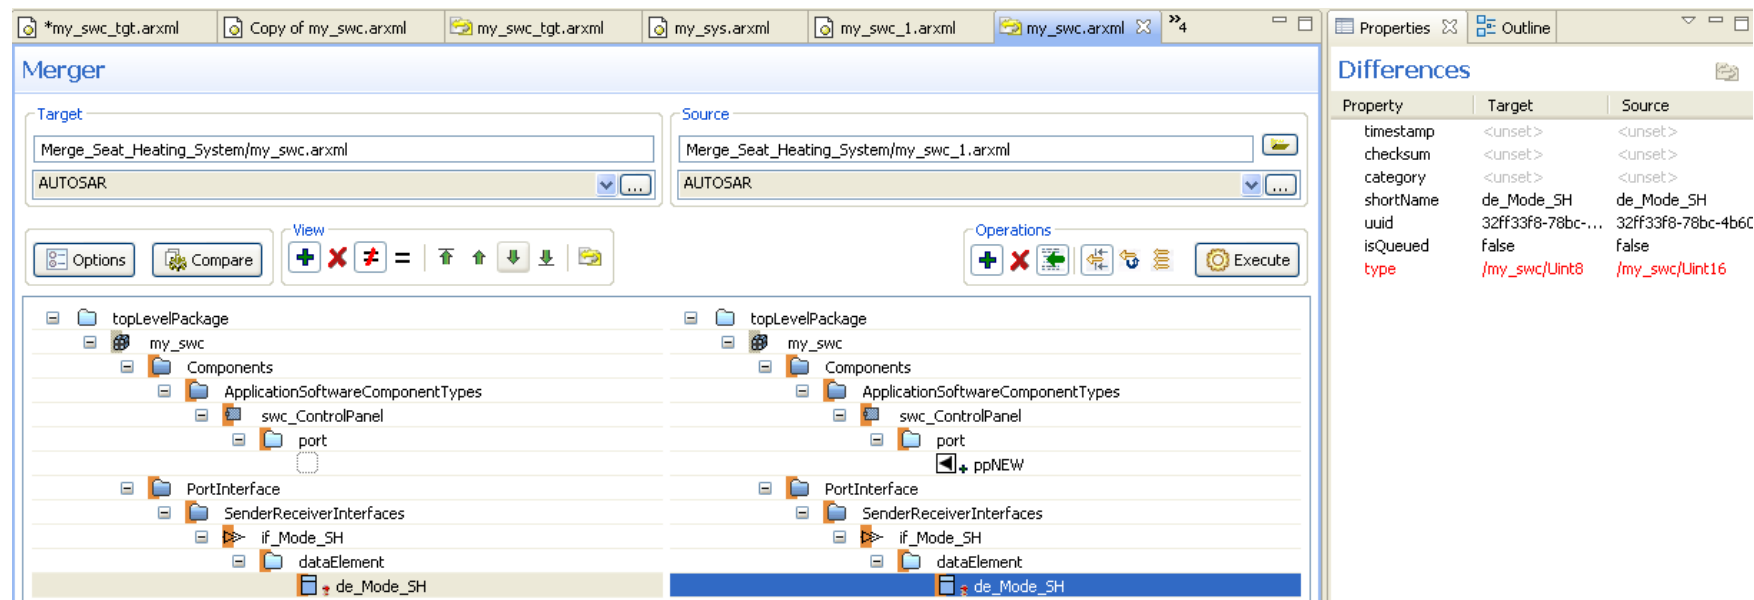 *my_swc_tgt.arxml Copy of my_swc.arxml my_swc_tgt.arxml my_sys.arxml my_swc_1.arxml my_swc.arxml »4 Properties Outline
Merger
Differences
Target Source
Property Target Source
Merge_Seat_Heating_System/my_swc.arxml Merge_Seat_Heating_System/my_swc_1.arxml
AUTOSAR ... AUTOSAR ...
timestamp <unset> <unset>
checksum <unset> <unset>
category <unset> <unset>
shortName de_Mode_SH de_Mode_SH
uuid 32ff33f8-78bc-... 32ff33f8-78bc-4b60
isQueued false false
type /my_swc/UInt8 /my_swc/UInt16
View Operations
Options Compare Execute
topLevelPackage topLevelPackage
my_swc my_swc
Components Components
ApplicationSoftwareComponentTypes ApplicationSoftwareComponentTypes
swc_ControlPanel swc_ControlPanel
port port
ppNEW
PortInterface PortInterface
SenderReceiverInterfaces SenderReceiverInterfaces
if_Mode_SH if_Mode_SH
dataElement dataElement
de_Mode_SH de_Mode_SH